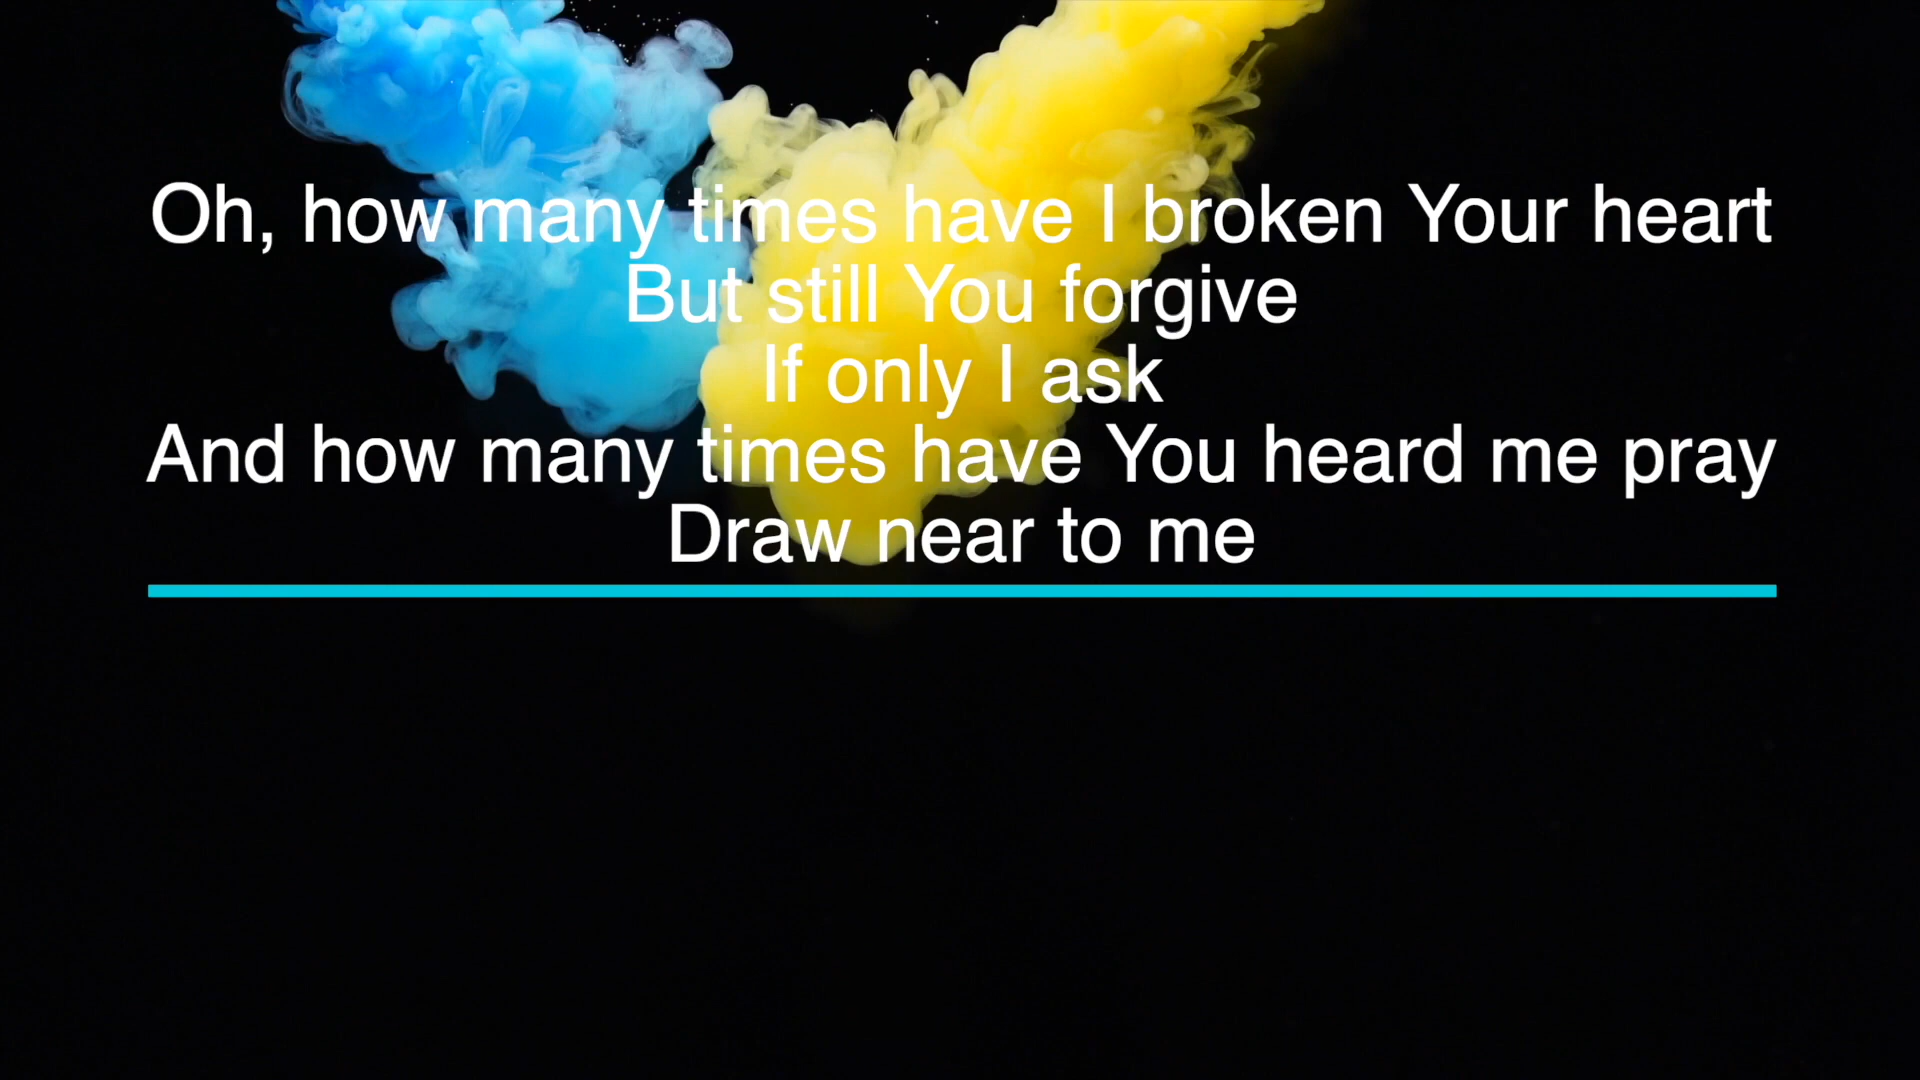 Oh, how many times have I broken Your heart
But still You forgive
If only I ask
And how many times have You heard me pray
Draw near to me